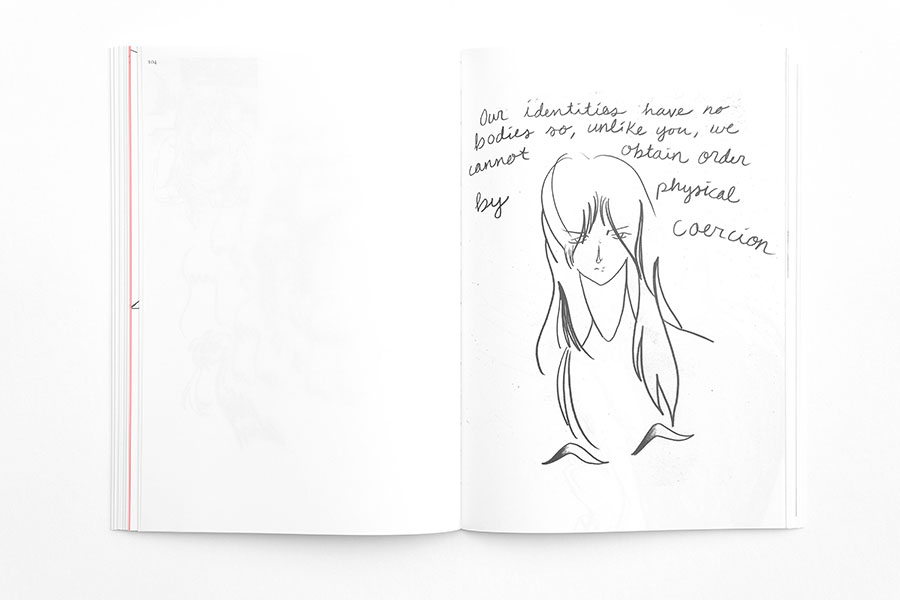 Our identities have no
bodies so, unlike you, we
cannot obtain order
by physical
coercion